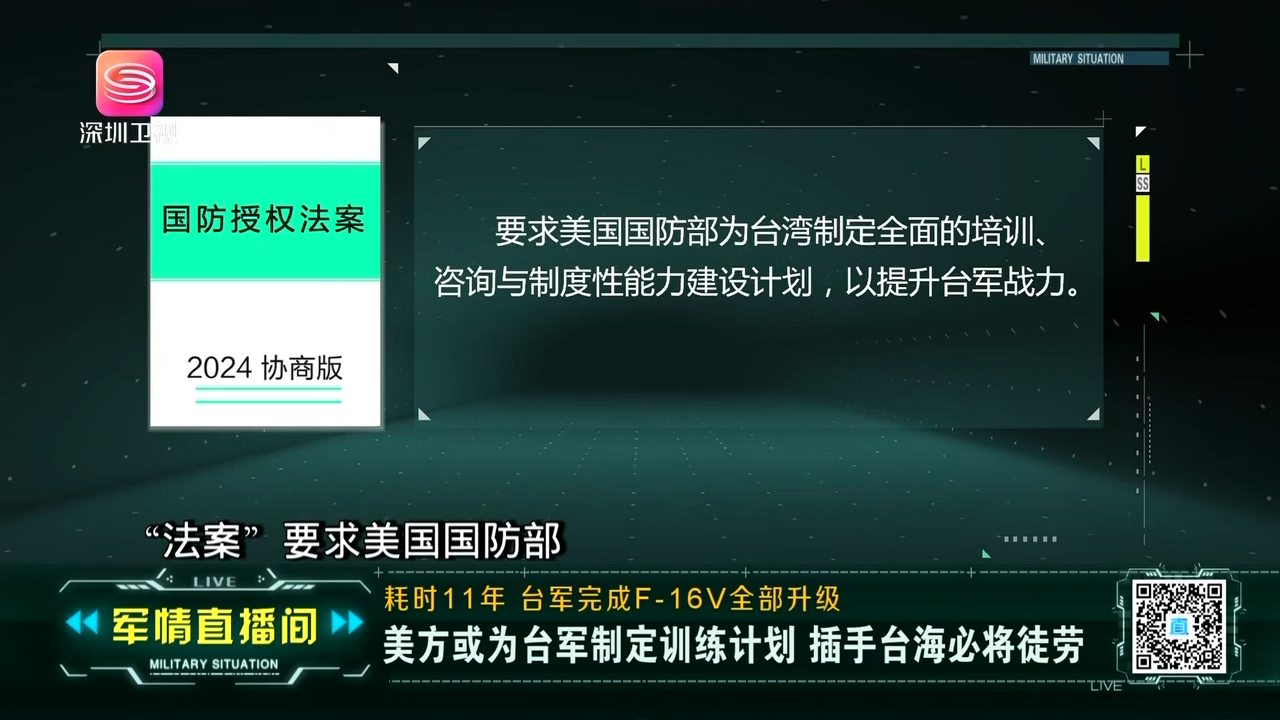 MILITARY SITUATION
深圳卫视
L
SS
国防授权法案
2024 协商版
要求美国国防部为台湾制定全面的培训、
咨询与制度性能力建设计划，以提升台军战力。
“法案” 要求美国国防部
LIVE
军情直播间
MILITARY SITUATION
耗时11年 台军完成F-16V全部升级
美方或为台军制定训练计划 插手台海必将徒劳
直
LIVE